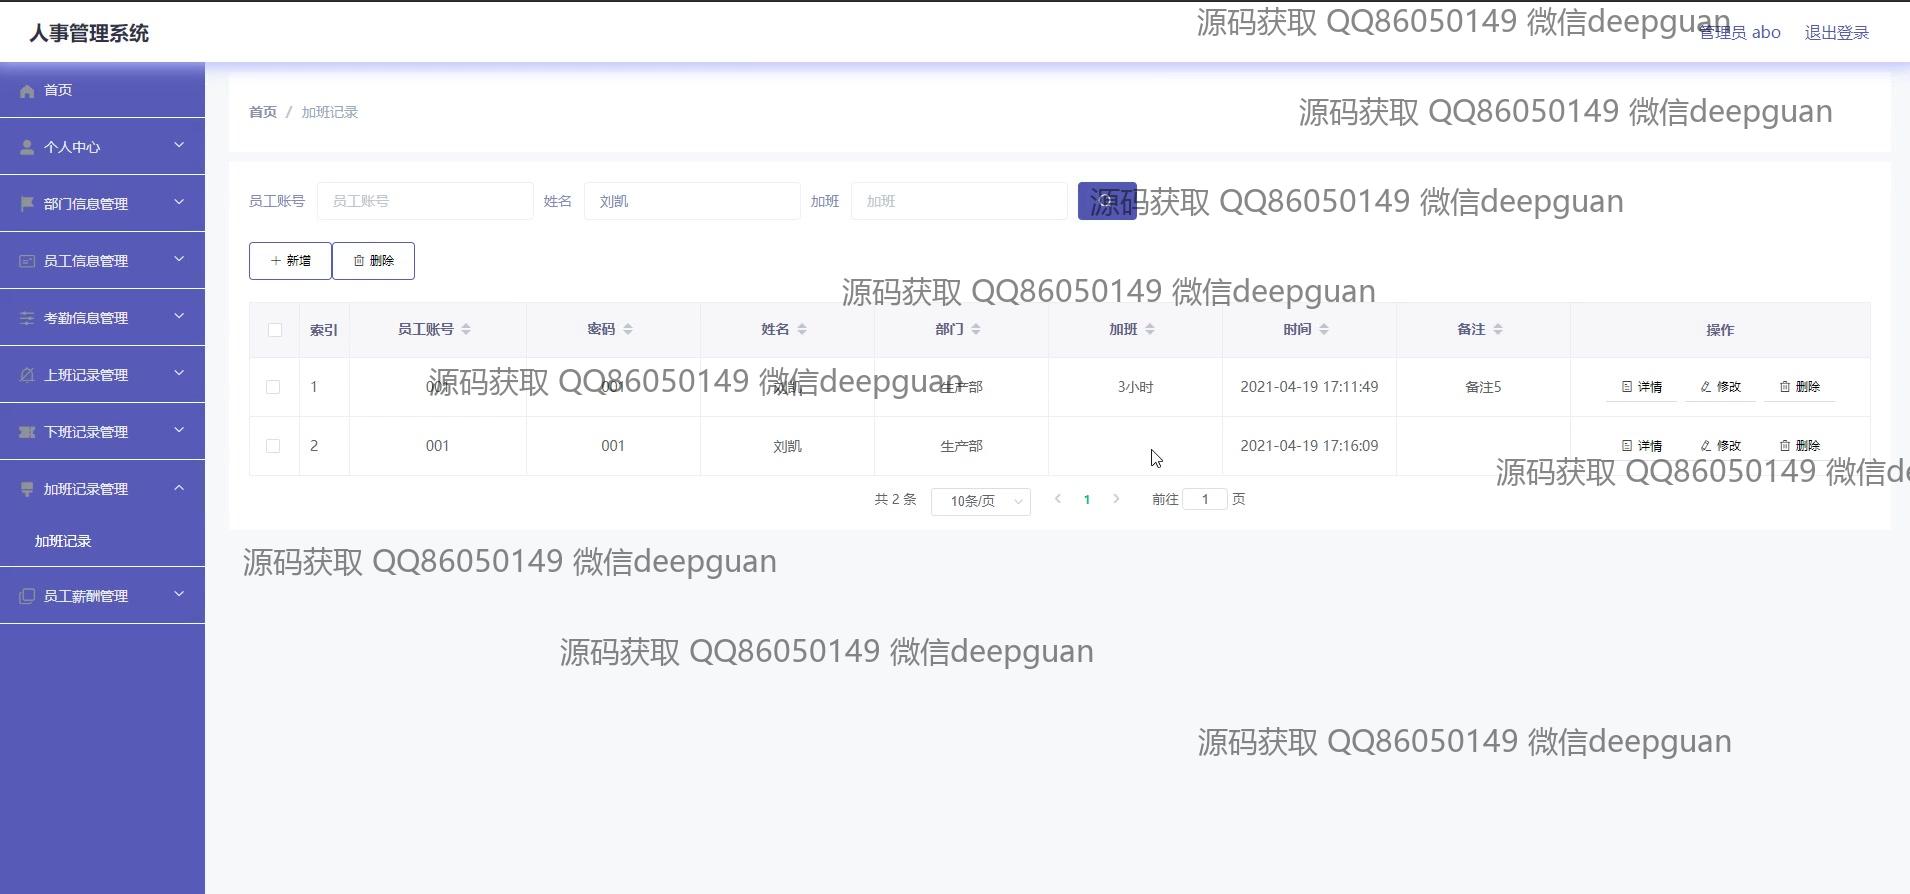 人事管理系统
源码获取 QQ86050149 微信deepguan
管理员 abo 退出登录
首页
个人中心
部门信息管理
员工信息管理
考勤信息管理
上班记录管理
下班记录管理
加班记录管理
加班记录
员工薪酬管理
首页 / 加班记录
源码获取 QQ86050149 微信deepguan
员工账号 员工账号 姓名 刘凯 加班 加班
源码获取 QQ86050149 微信deepguan
新增 删除
源码获取 QQ86050149 微信deepguan
索引 员工账号 密码 姓名 部门 加班 时间 备注 操作
1 001 001 刘凯 生产部 3小时 2021-04-19 17:11:49 备注5 详情 修改 删除
源码获取 QQ86050149 微信deepguan
2 001 001 刘凯 生产部 2021-04-19 17:16:09 详情 修改 删除
源码获取 QQ86050149 微信de
共 2 条 10条/页 1 前往 1 页
源码获取 QQ86050149 微信deepguan
源码获取 QQ86050149 微信deepguan
源码获取 QQ86050149 微信deepguan